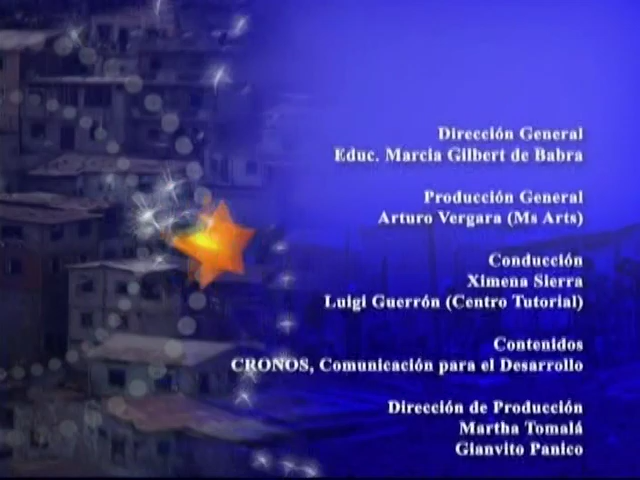 Dirección General
Educ. Marcia Gilbert de Babra
Producción General
Arturo Vergara (Ms Arts)
Conducción
Ximena Sierra
Luigi Guerrón (Centro Tutorial)
Contenidos
CRONOS, Comunicación para el Desarrollo
Dirección de Producción
Martha Tomalá
Gianvito Panico